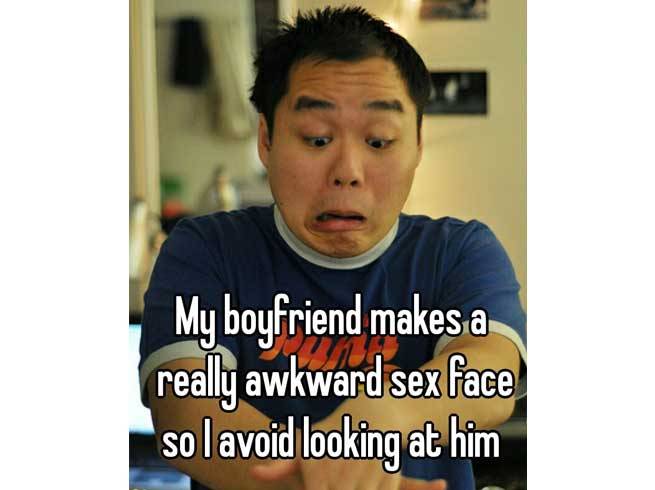 My boyfriend makes a
really awkward sex face
so I avoid looking at him